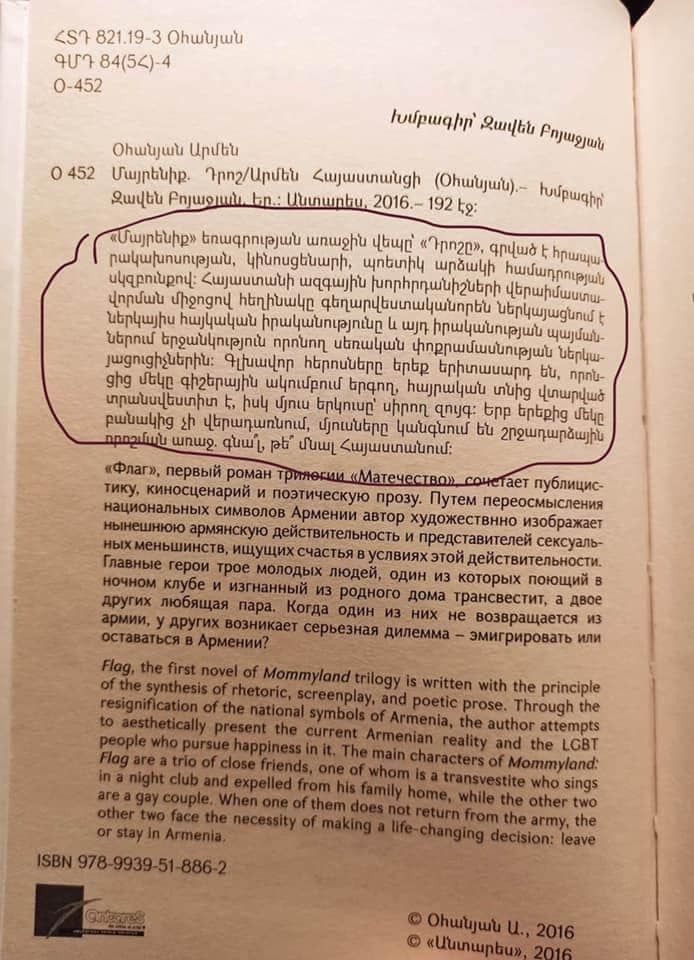 ՀՏԴ 821.19-3 Օհանյան
ԳՄԴ 84(5Հ)-4
Օ-452
Խմբագիր՝ Զավեն Բոյաջյան
Օհանյան Արմեն
Օ 452 Մայրենիք. Դրոշ/Արմեն Հայաստանցի (Օհանյան).– Խմբագիր՝
Զավեն Բոյաջյան. Եր.: Անտարես, 2016.– 192 էջ:
«Մայրենիք» եռագրության առաջին վեպը՝ «Դրոշը», գրված է հրապա-
րակախոսության, կինոսցենարի, պոետիկ արձակի համադրության
սկզբունքով: Հայաստանի ազգային խորհրդանիշների վերաիմաստա-
վորման միջոցով հեղինակը գեղարվեստականորեն ներկայացնում է
ներկայիս հայկական իրականությունը և այդ իրականության պայման-
ներում երջանկություն որոնող սեռական փոքրամասնության ներկա-
յացուցիչներին: Գլխավոր հերոսները երեք երիտասարդ են, որոն-
ցից մեկը գիշերային ակումբում երգող, հայրական տնից վտարված
տրանսվեստիտ է, իսկ մյուս երկուսը՝ սիրող զույգ: Երբ երեքից մեկը
բանակից չի վերադառնում, մյուսները կանգնում են շրջադարձային
որոշման առաջ. գնա՞լ, թե՞ մնալ Հայաստանում:
«Флаг», первый роман трилогии «Матечество», сочетает публицис-
тику, киносценарий и поэтическую прозу. Путем переосмысления
национальных символов Армении автор художествнно изображает
нынешнюю армянскую действительность и представителей сексуаль-
ных меньшинств, ищущих счастья в услвиях этой действительности.
Главные герои трое молодых людей, один из которых поющий в
ночном клубе и изгнанный из родного дома трансвестит, а двое
других любящая пара. Когда один из них не возвращается из
армии, у других возникает серьезная дилемма – эмигрировать или
оставаться в Армении?
Flag, the first novel of Mommyland trilogy is written with the principle
of the synthesis of rhetoric, screenplay, and poetic prose. Through the
resignification of the national symbols of Armenia, the author attempts
to aesthetically present the current Armenian reality and the LGBT
people who pursue happiness in it. The main characters of Mommyland:
Flag are a trio of close friends, one of whom is a transvestite who sings
in a night club and expelled from his family home, while the other two
are a gay couple. When one of them does not return from the army, the
other two face the necessity of making a life-changing decision: leave
or stay in Armenia.
ISBN 978-9939-51-886-2
antares
© Օհանյան Ա., 2016
© «Անտարես», 2016